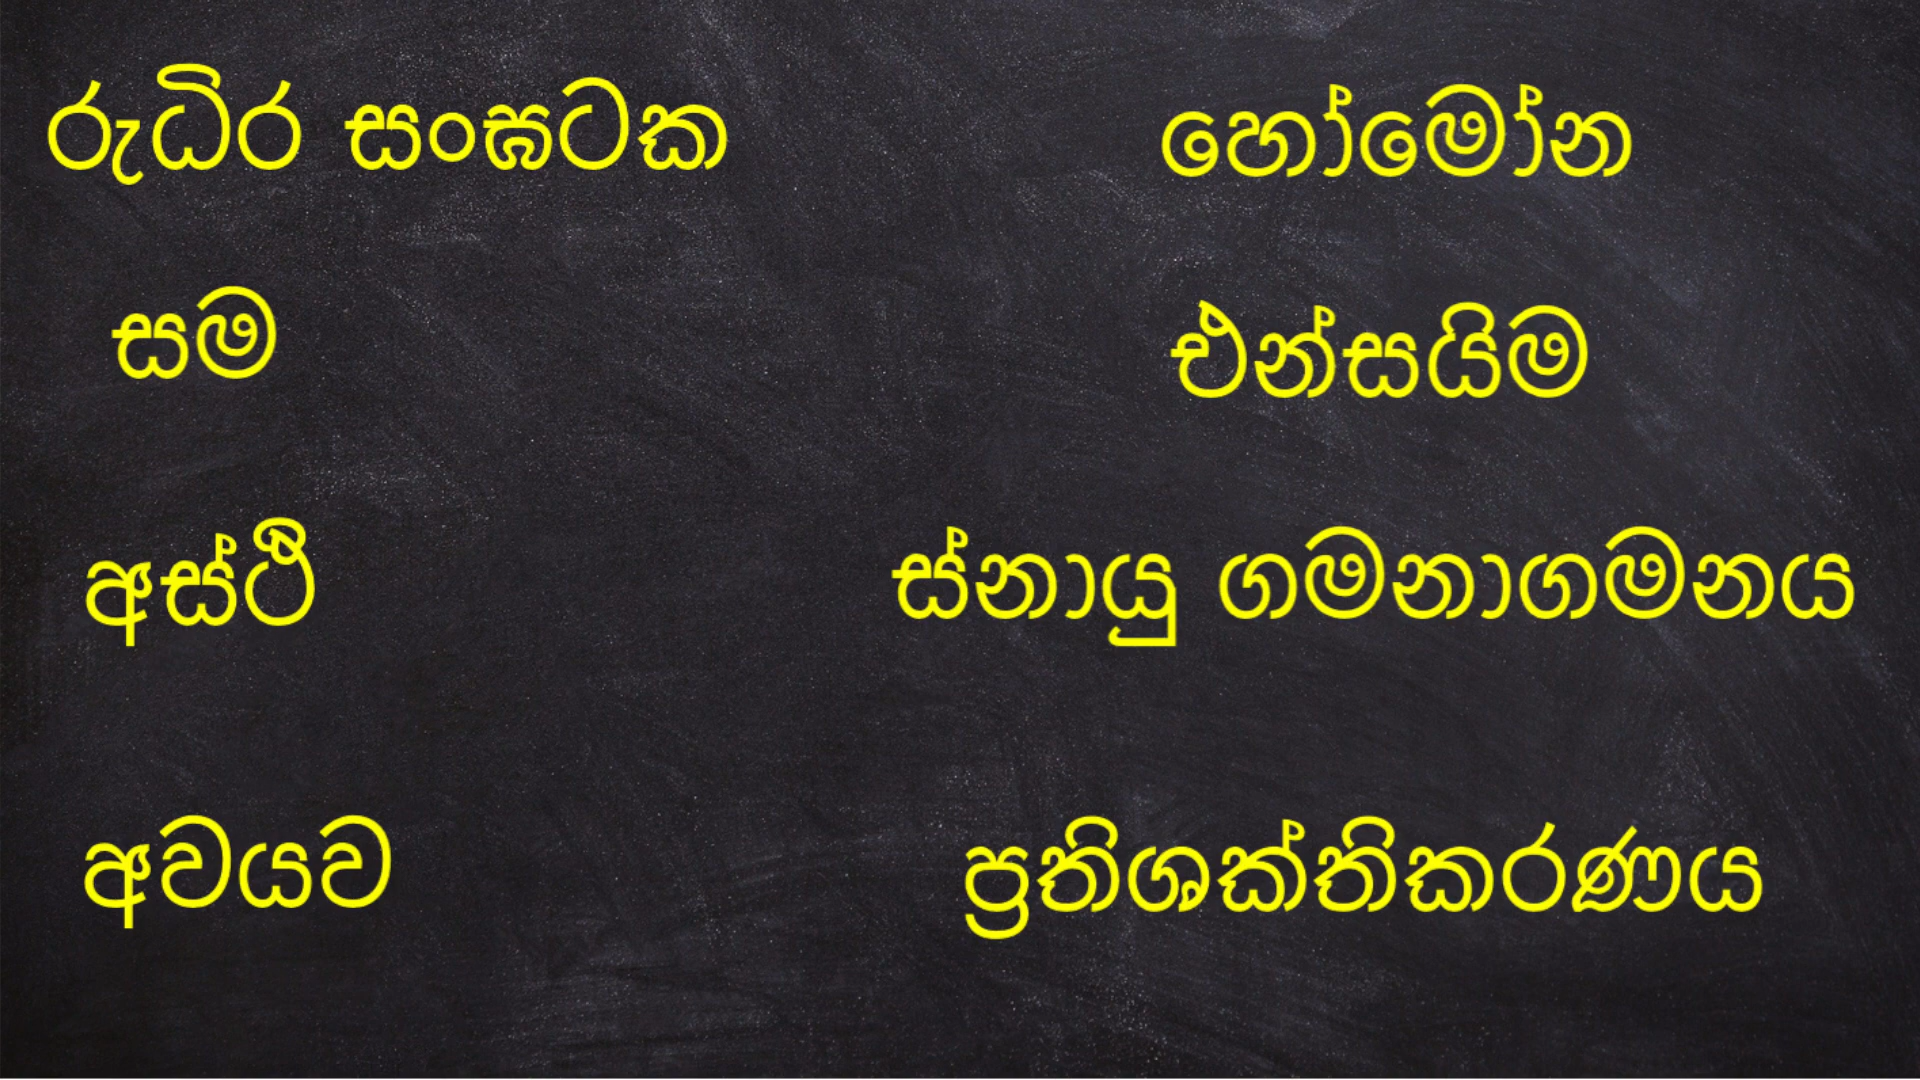 රුධිර සංඝටක
හෝමෝන
සම
එන්සයිම
අස්ථි
ස්නායු ගමනාගමනය
අවයව
ප්‍රතිශක්තිකරණය